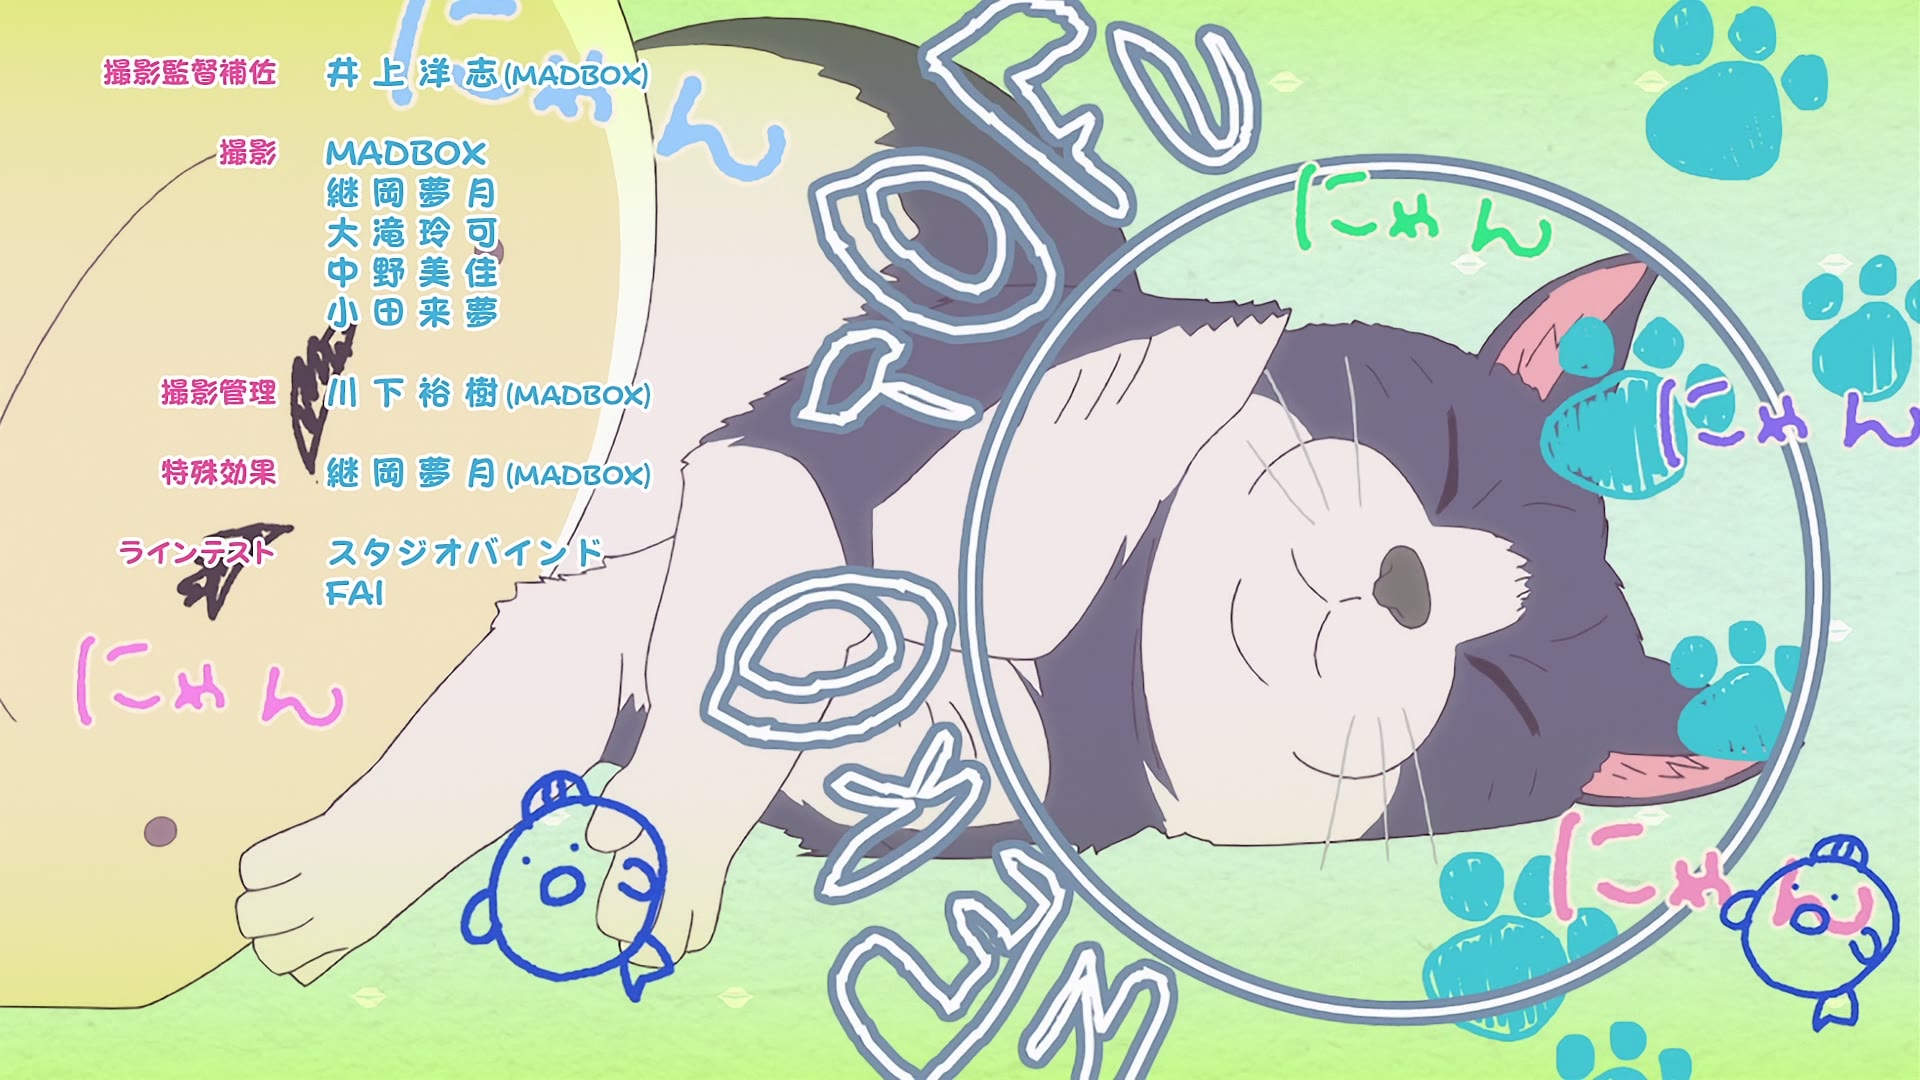 撮影監督補佐 井上洋志(MADBOX)
撮影 MADBOX
継岡夢月
大滝玲可
中野美佳
小田来夢
撮影管理 川下裕樹(MADBOX)
特殊効果 継岡夢月(MADBOX)
ラインテスト スタジオバインド
FAI
にゃん
にゃん
にゃん
にゃん
にゃん